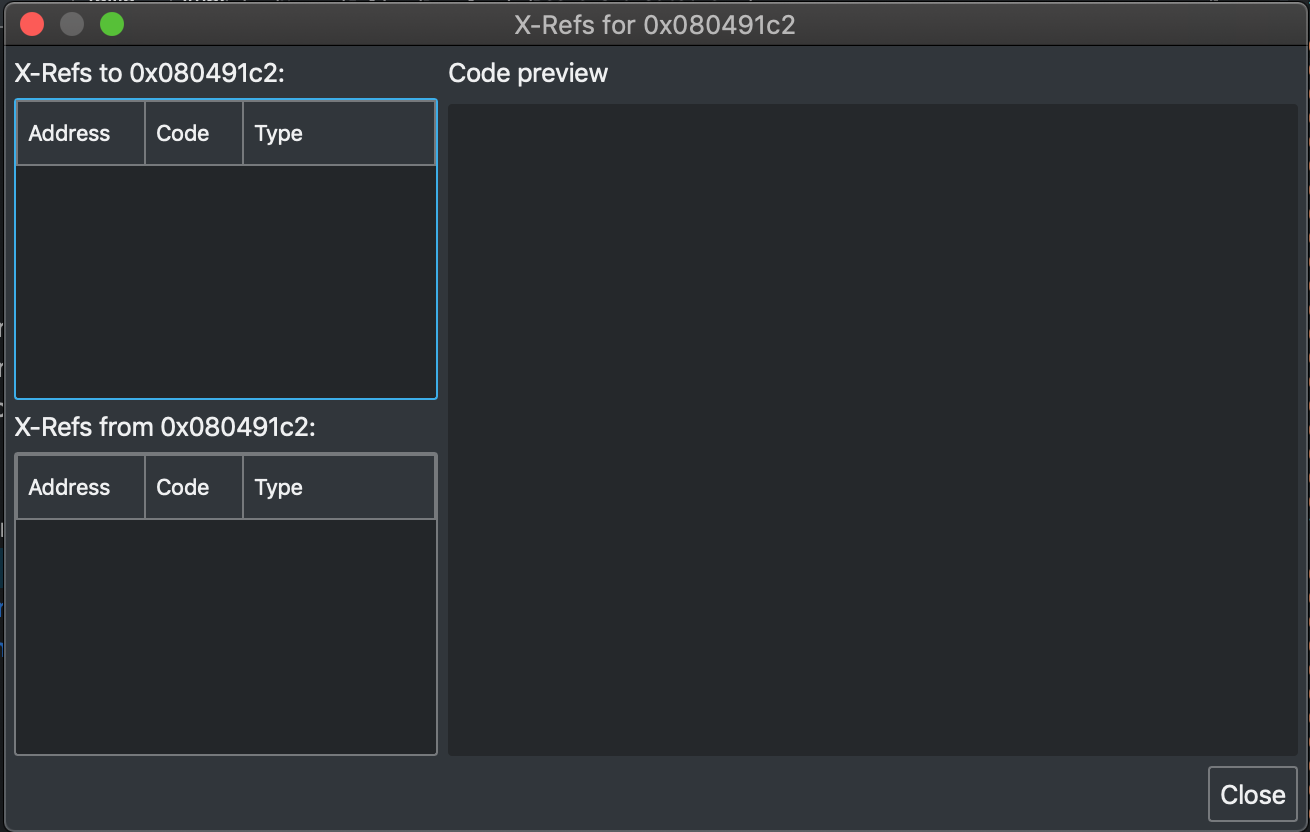 X-Refs for 0x080491c2
X-Refs to 0x080491c2:
Code preview
Address Code Type
X-Refs from 0x080491c2:
Address Code Type
Close